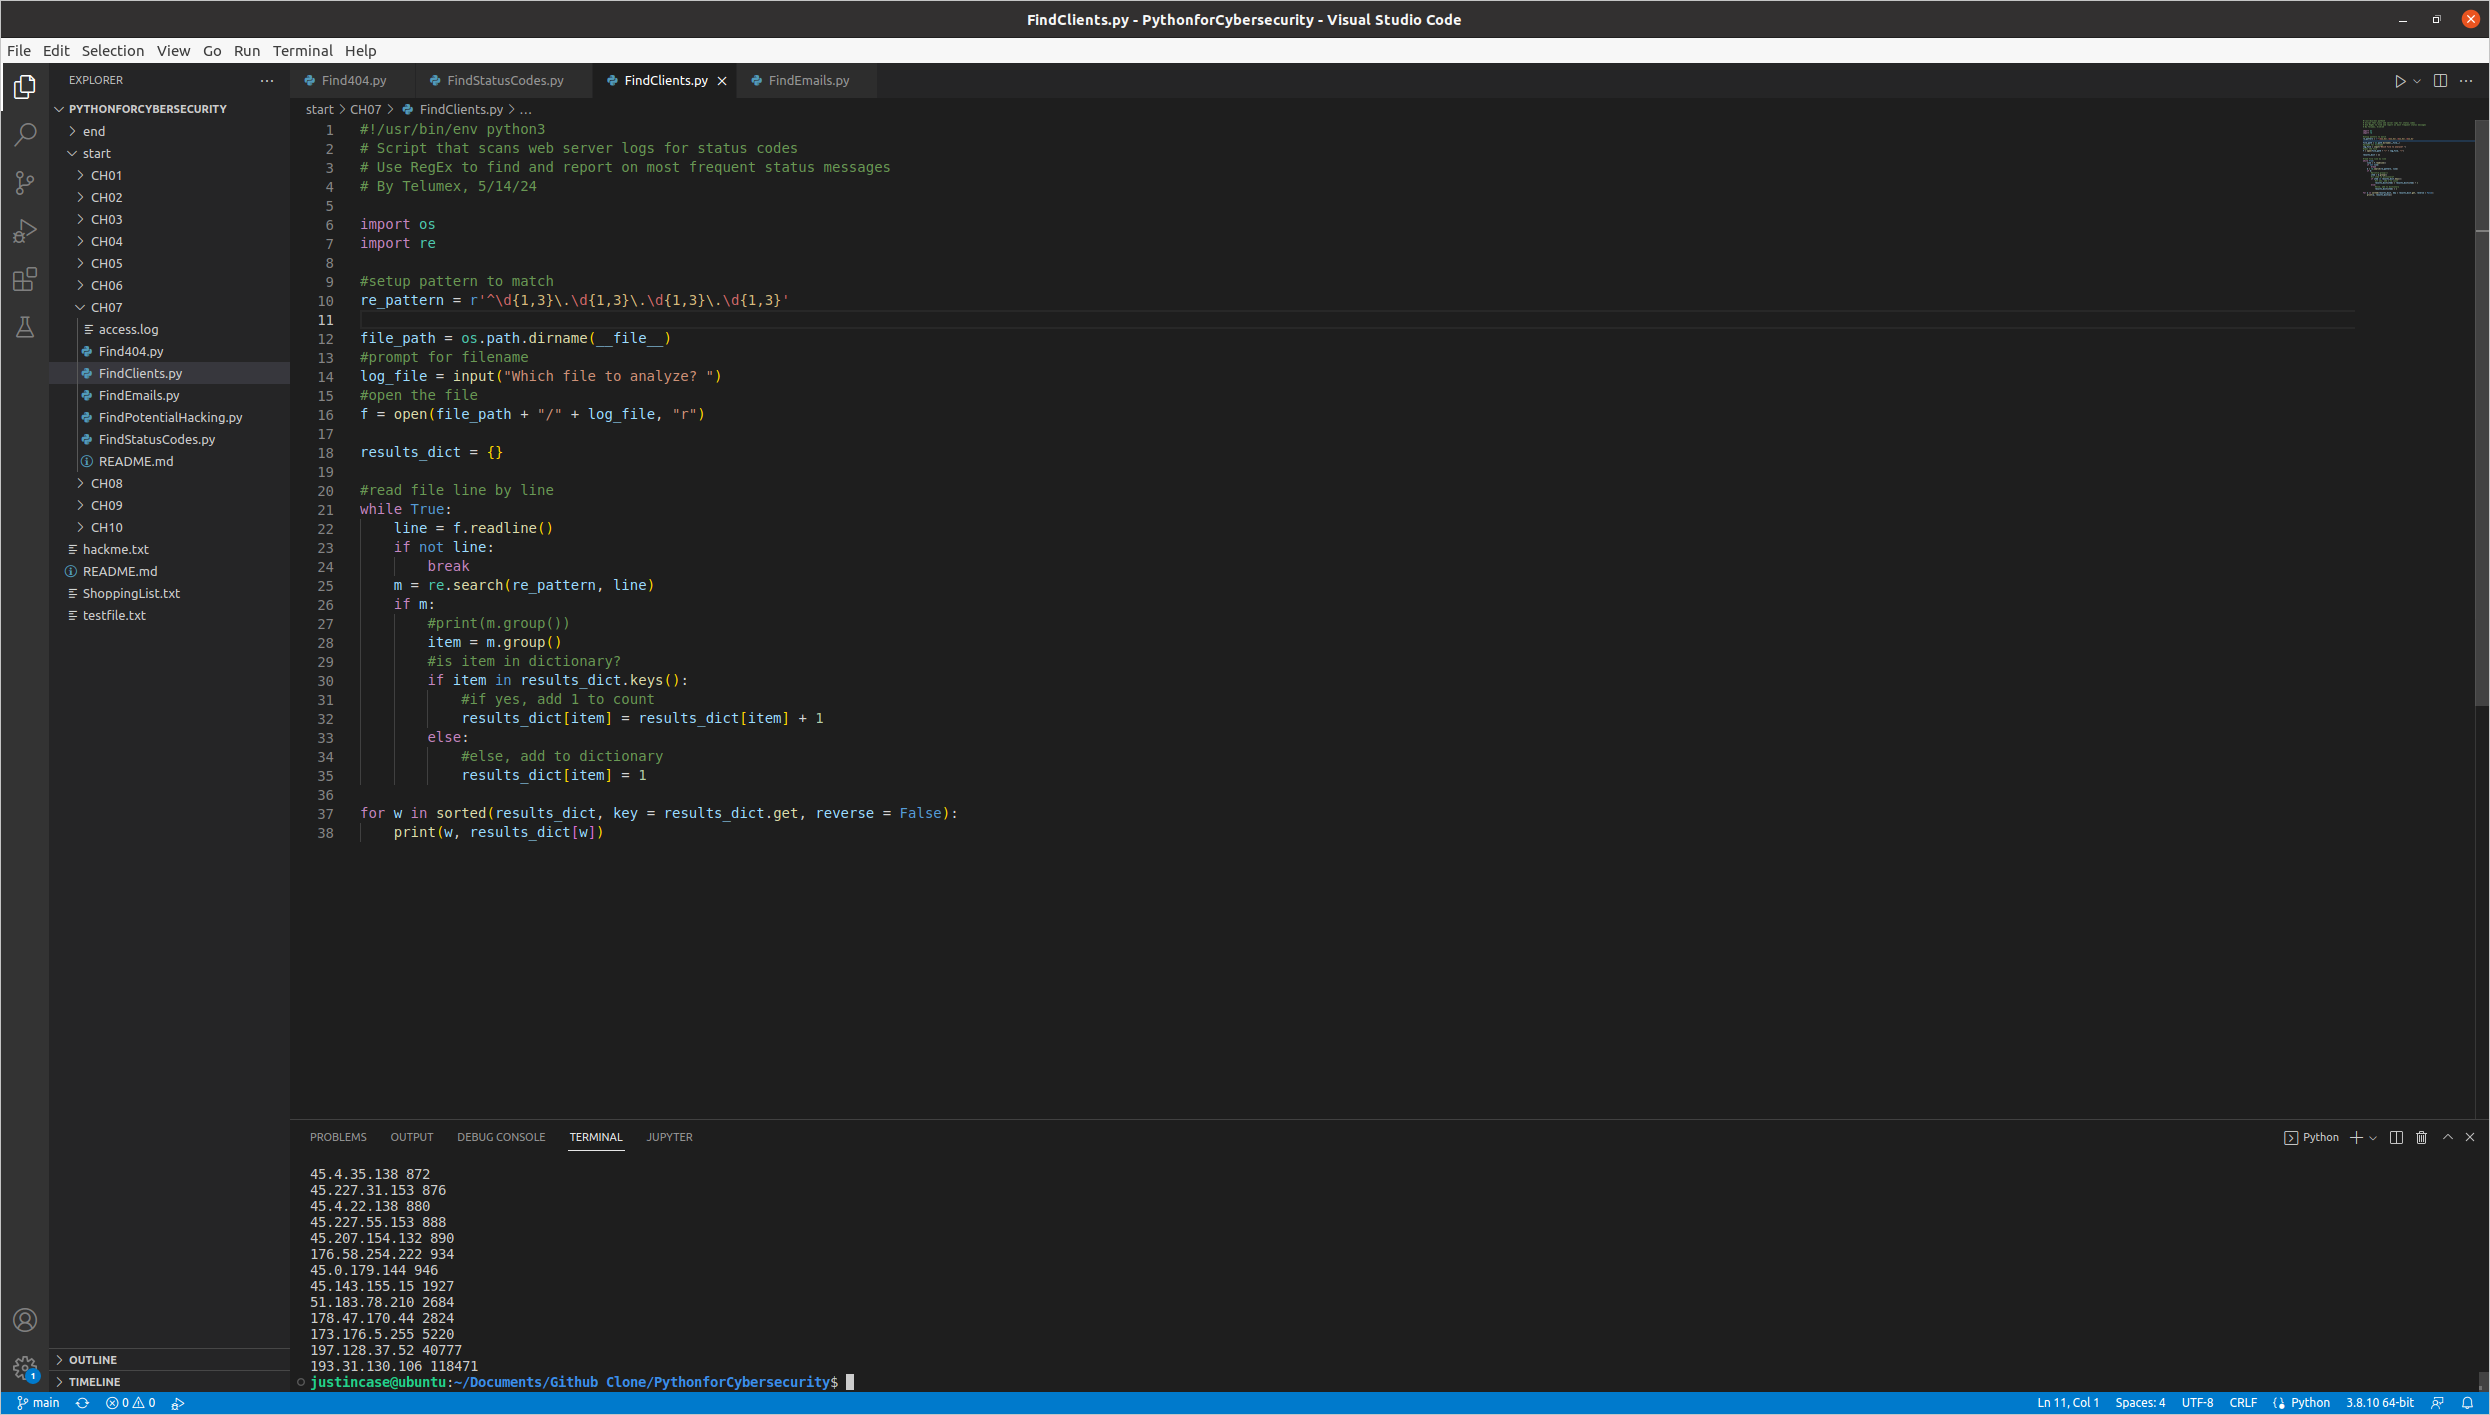 FindClients.py - PythonforCybersecurity - Visual Studio Code
File Edit Selection View Go Run Terminal Help
EXPLORER
PYTHONFORCYBERSECURITY
end
start
CH01
CH02
CH03
CH04
CH05
CH06
CH07
access.log
Find404.py
FindClients.py
FindEmails.py
FindPotentialHacking.py
FindStatusCodes.py
README.md
CH08
CH09
CH10
hackme.txt
README.md
ShoppingList.txt
testfile.txt
OUTLINE
TIMELINE
Find404.py FindStatusCodes.py FindClients.py FindEmails.py
start > CH07 > FindClients.py > ...
1 #!/usr/bin/env python3
2 # Script that scans web server logs for status codes
3 # Use RegEx to find and report on most frequent status messages
4 # By Telumex, 5/14/24
5
6 import os
7 import re
8
9 #setup pattern to match
10 re_pattern = r'^\d{1,3}\.\d{1,3}\.\d{1,3}\.\d{1,3}'
11
12 file_path = os.path.dirname(__file__)
13 #prompt for filename
14 log_file = input("Which file to analyze? ")
15 #open the file
16 f = open(file_path + "/" + log_file, "r")
17
18 results_dict = {}
19
20 #read file line by line
21 while True:
22     line = f.readline()
23     if not line:
24         break
25     m = re.search(re_pattern, line)
26     if m:
27         #print(m.group())
28         item = m.group()
29         #is item in dictionary?
30         if item in results_dict.keys():
31             #if yes, add 1 to count
32             results_dict[item] = results_dict[item] + 1
33         else:
34             #else, add to dictionary
35             results_dict[item] = 1
36
37 for w in sorted(results_dict, key = results_dict.get, reverse = False):
38     print(w, results_dict[w])
PROBLEMS OUTPUT DEBUG CONSOLE TERMINAL JUPYTER
Python
45.4.35.138 872
45.227.31.153 876
45.4.22.138 880
45.227.55.153 888
45.207.154.132 890
176.58.254.222 934
45.0.179.144 946
45.143.155.15 1927
51.183.78.210 2684
178.47.170.44 2824
173.176.5.255 5220
197.128.37.52 40777
193.31.130.106 118471
justincase@ubuntu:~/Documents/Github Clone/PythonforCybersecurity$
1
main 0 0 Ln 11, Col 1 Spaces: 4 UTF-8 CRLF Python 3.8.10 64-bit